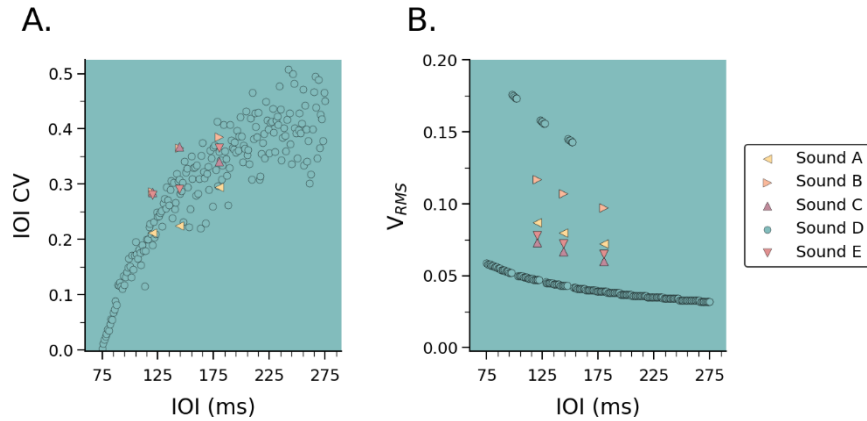 A.
B.
0.5
0.4
0.3
0.2
0.1
0.0
IOI CV
75
125
175
225
275
IOI (ms)
0.20
0.15
0.10
0.05
0.00
V_RMS
75
125
175
225
275
IOI (ms)
Sound A
Sound B
Sound C
Sound D
Sound E